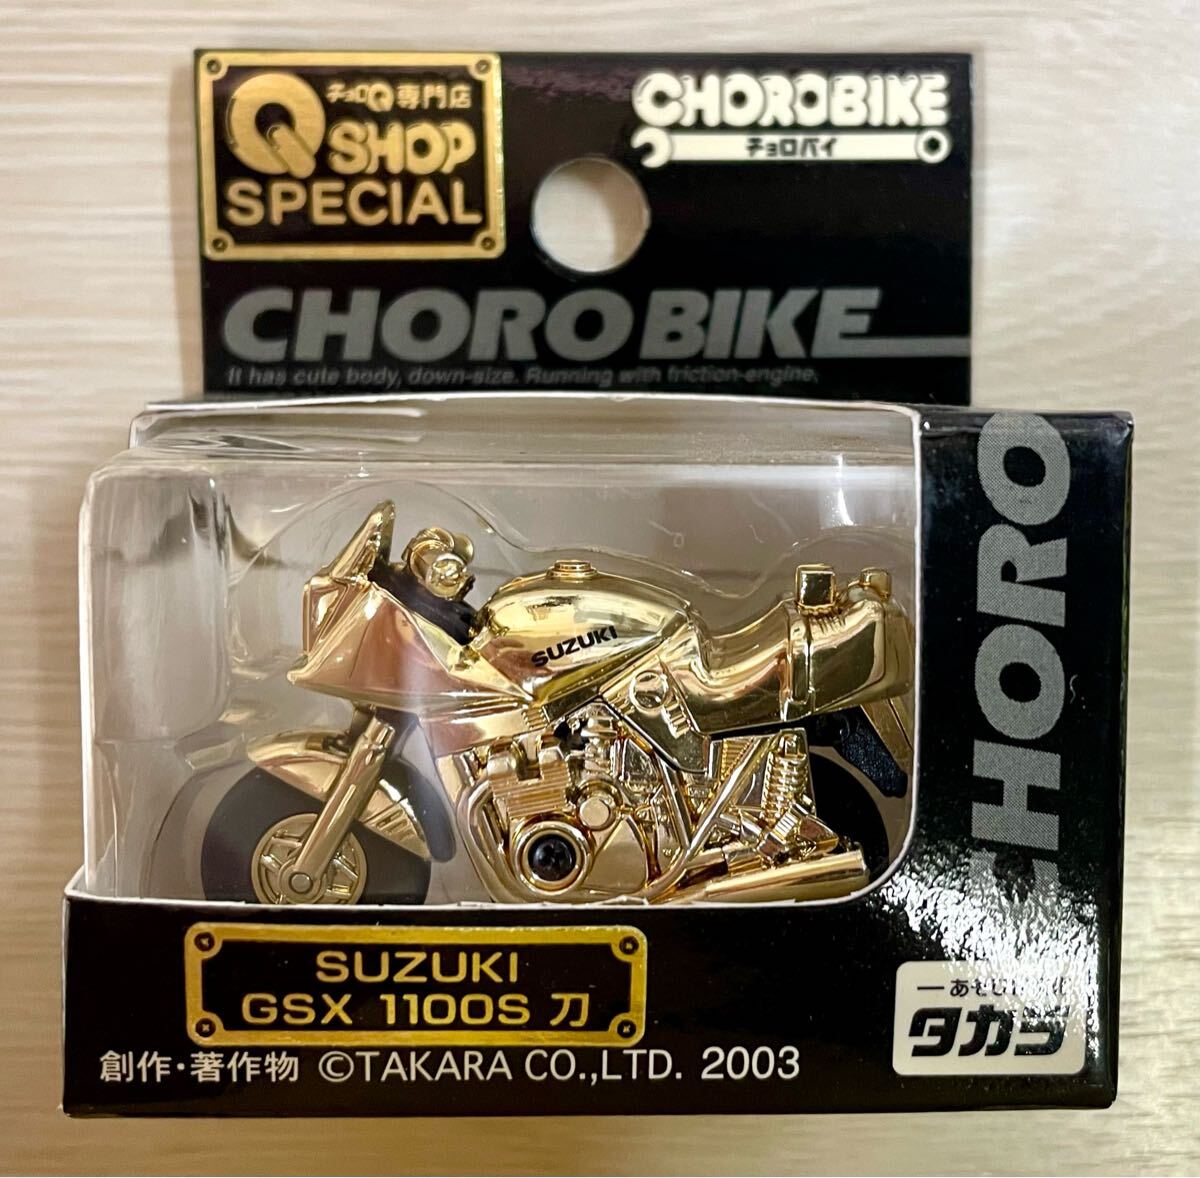 チョロQ専門店
Q SHOP
SPECIAL
CHOROBIKE
チョロバイ
CHORO BIKE
It has cute body, down-size. Running with friction-engine,
SUZUKI
CHORO
SUZUKI
GSX 1100S 刀
創作・著作物 ©TAKARA CO.,LTD. 2003
タカラ